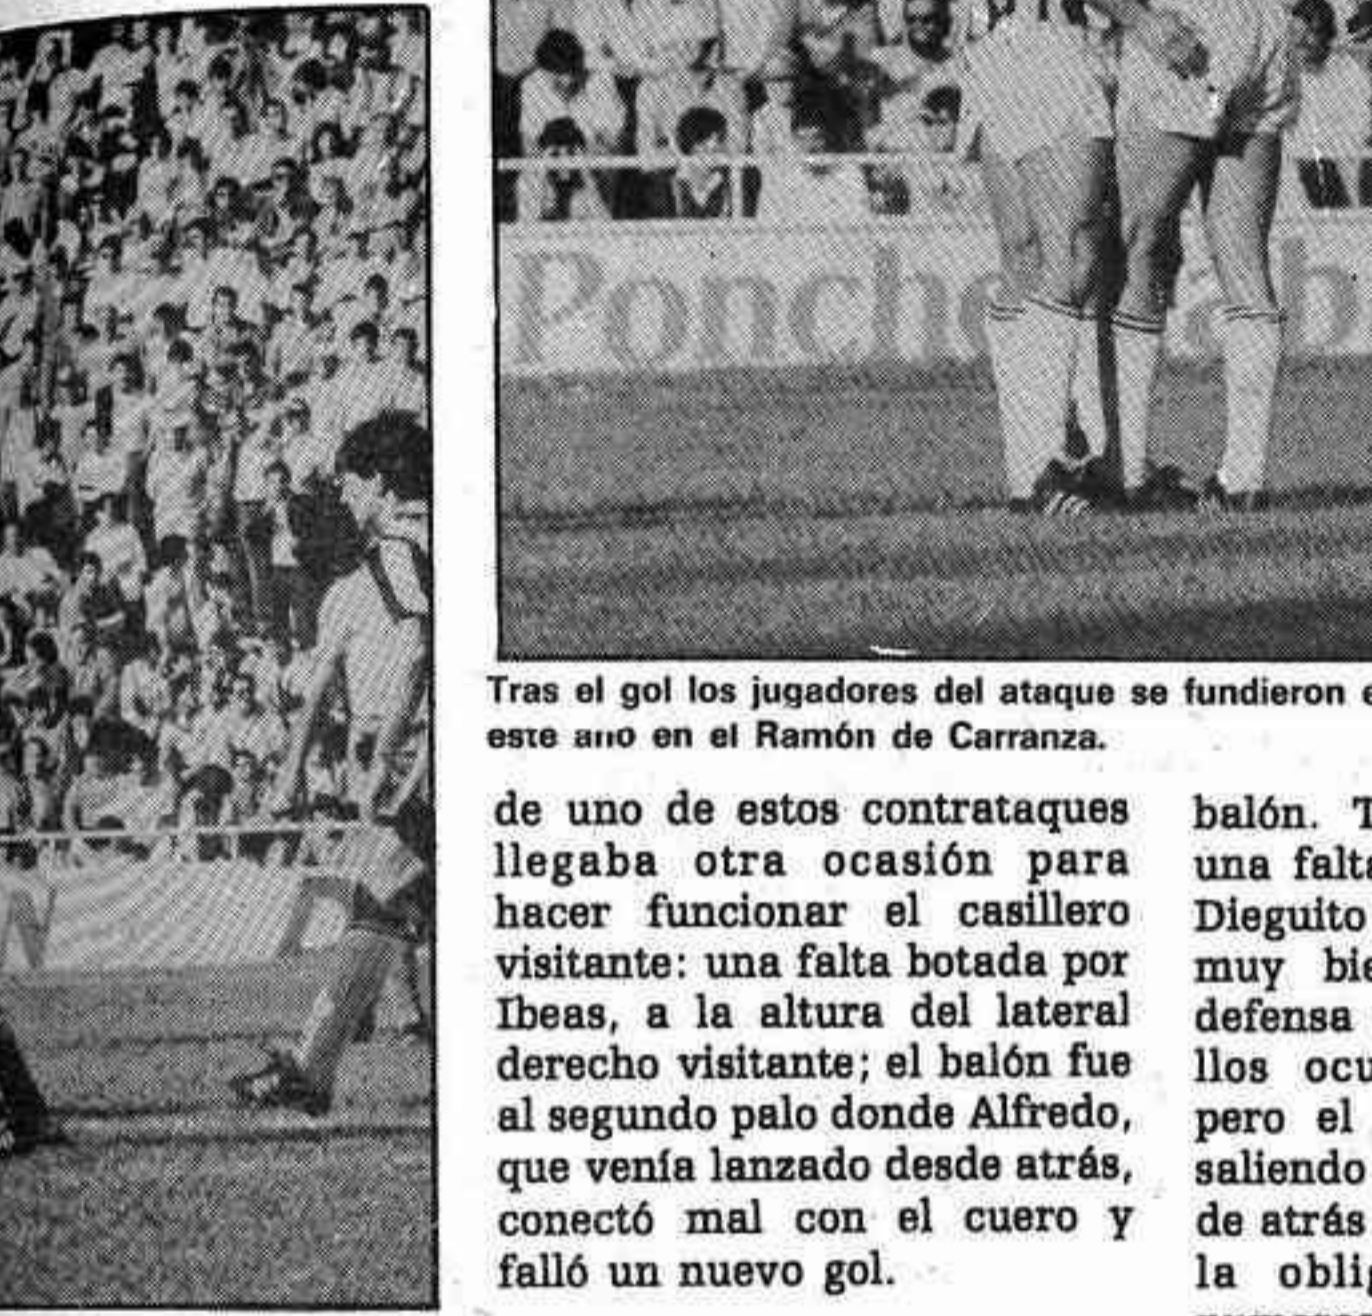 Ponche
Tras el gol los jugadores del ataque se fundieron
este año en el Ramón de Carranza.
de uno de estos contrataques
llegaba otra ocasión para
hacer funcionar el casillero
visitante: una falta botada por
Ibeas, a la altura del lateral
derecho visitante; el balón fue
al segundo palo donde Alfredo,
que venía lanzado desde atrás,
conectó mal con el cuero y
falló un nuevo gol.
balón.
una falta
Dieguito
muy
defensa
llos
pero el
saliendo
de atrás
la